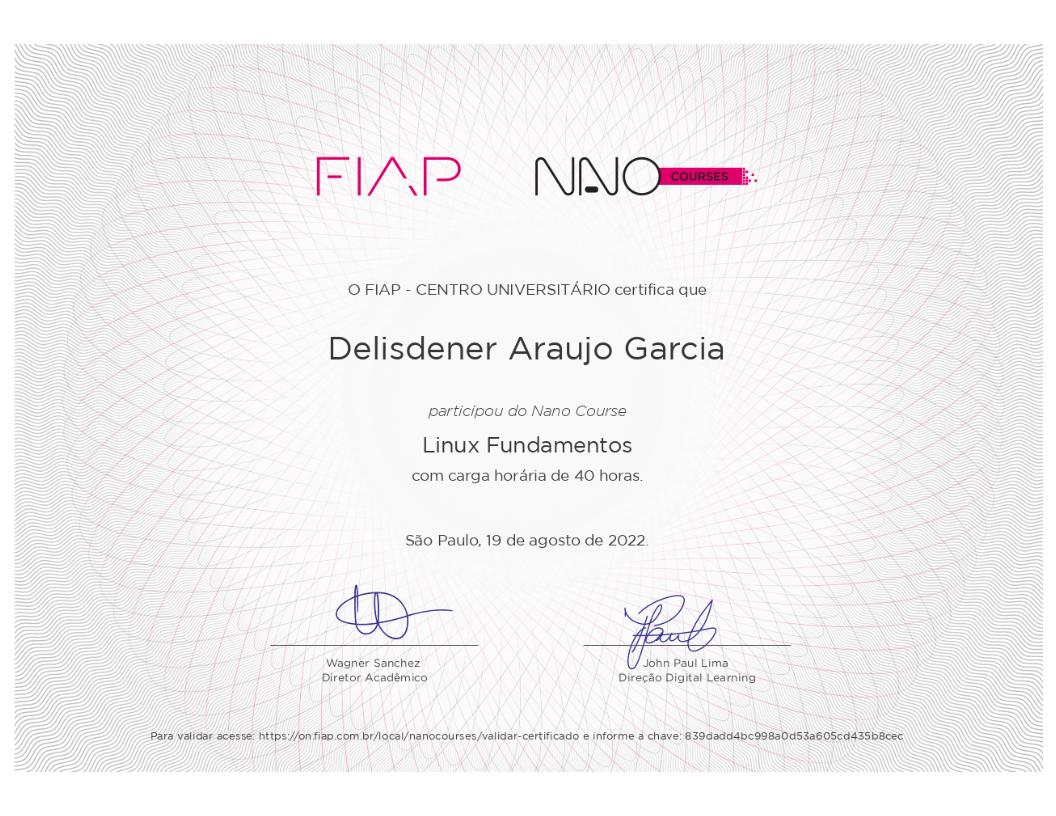 FIAP NANO COURSES
O FIAP - CENTRO UNIVERSITÁRIO certifica que
Delisdener Araujo Garcia
participou do Nano Course
Linux Fundamentos
com carga horária de 40 horas.
São Paulo, 19 de agosto de 2022.
Wagner Sanchez
Diretor Acadêmico
John Paul Lima
Direção Digital Learning
Para validar acesse: https://on.fiap.com.br/local/nanocourses/validar-certificado e informe a chave: 839dadd4bc998a0d53a605cd435b8cec